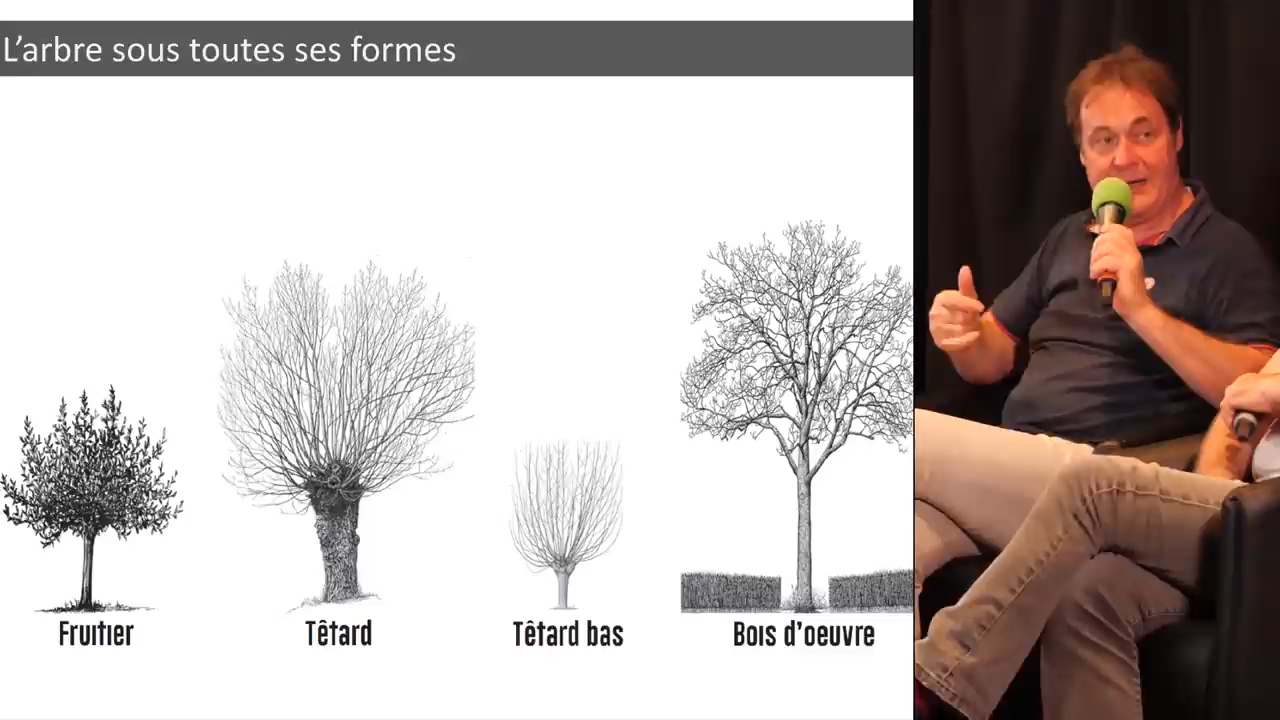 L’arbre sous toutes ses formes
Fruitier
Têtard
Têtard bas
Bois d’oeuvre